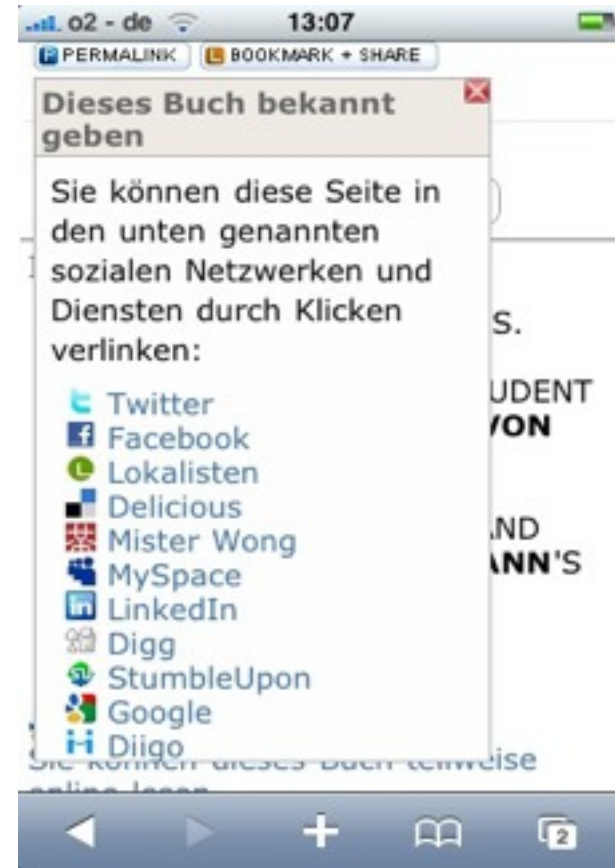 o2 - de 13:07
PERMALINK BOOKMARK + SHARE
Dieses Buch bekannt
geben
Sie können diese Seite in
den unten genannten
sozialen Netzwerken und
Diensten durch Klicken
verlinken:
S.
Twitter
UDENT
Facebook
VON
Lokalisten
Delicious
Mister Wong
AND
MySpace
ANN'S
LinkedIn
Digg
StumbleUpon
Google
Diigo
Sie können dieses Buch teilweise
online lesen
2